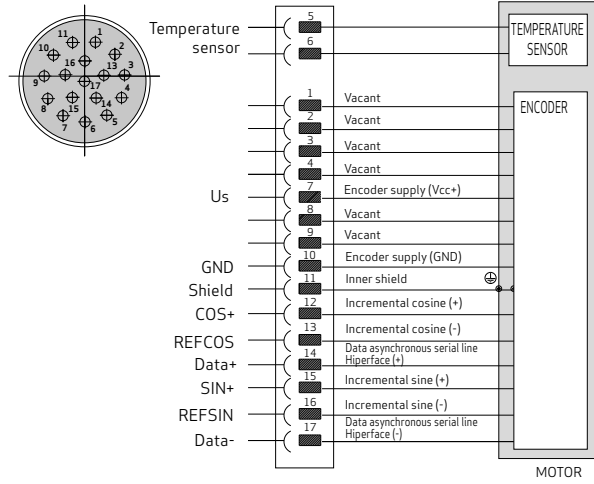 11
1
10
2
16
13
3
9
17
4
8
15
14
7
6
5
Temperature
sensor
5
6
TEMPERATURE
SENSOR
1
Vacant
ENCODER
2
Vacant
3
Vacant
4
Vacant
Us
7
Encoder supply (Vcc+)
8
Vacant
9
Vacant
GND
10
Encoder supply (GND)
Shield
11
Inner shield
COS+
12
Incremental cosine (+)
REFCOS
13
Incremental cosine (-)
Data+
14
Data asynchronous serial line
Hiperface (+)
SIN+
15
Incremental sine (+)
REFSIN
16
Incremental sine (-)
Data-
17
Data asynchronous serial line
Hiperface (-)
MOTOR